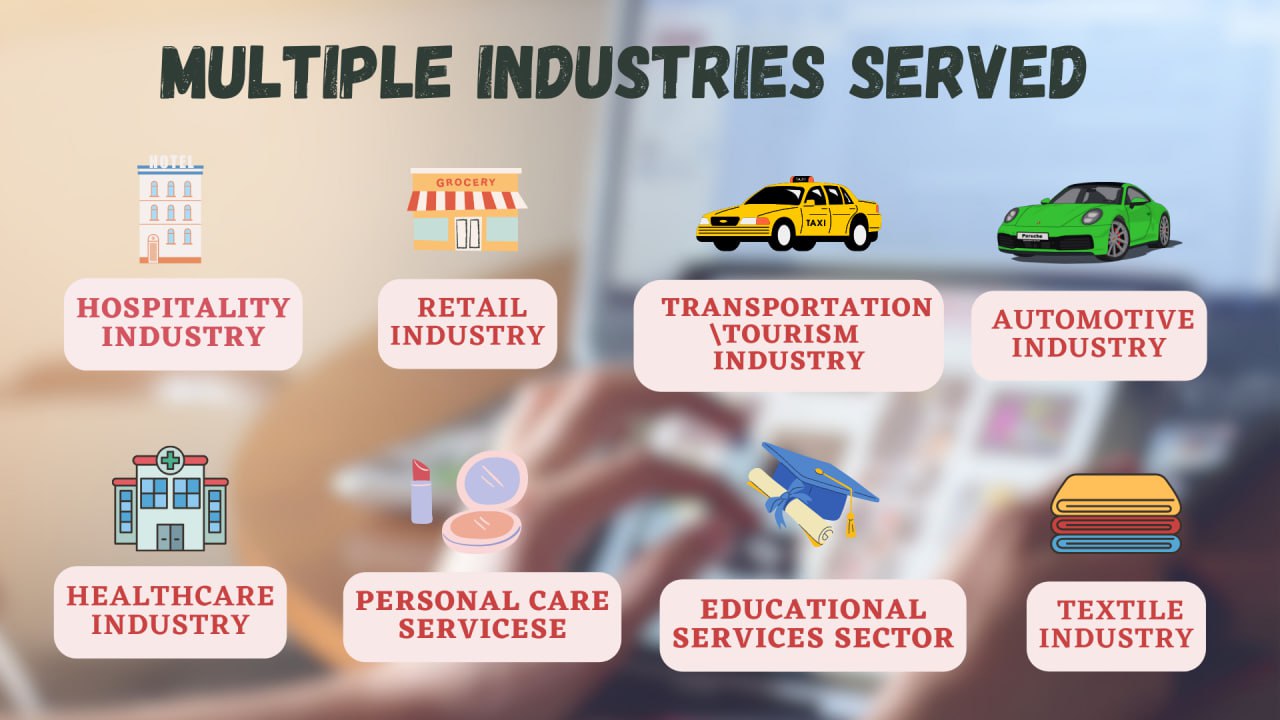 MULTIPLE INDUSTRIES SERVED
HOTEL
GROCERY
TAXI
TAXI
Porsche
HOSPITALITY
INDUSTRY
RETAIL
INDUSTRY
TRANSPORTATION
\TOURISM
INDUSTRY
AUTOMOTIVE
INDUSTRY
HEALTHCARE
INDUSTRY
PERSONAL CARE
SERVICESE
EDUCATIONAL
SERVICES SECTOR
TEXTILE
INDUSTRY